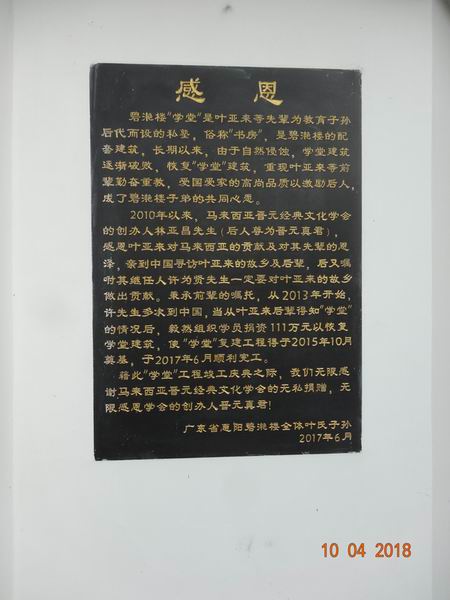 感恩
碧滟楼“学堂”是叶亚来等先辈为教育子孙
后代而设的私塾，俗称“书房”，是碧滟楼的配
套建筑，长期以来，由于自然侵蚀，学堂建筑
逐渐破败，恢复“学堂”建筑，重现叶亚来等前
辈勤奋重教，爱国爱家的高尚品质以激励后人，
成了碧滟楼子弟的共同心愿。
2010年以来，马来西亚晋元经典文化学会
的创办人林亚昌先生（后人尊为晋元真君），
感恩叶亚来对马来西亚的贡献及对其先辈的恩
泽，亲到中国寻访叶亚来的故乡及后辈，后又嘱
咐其继任人许为贤先生一定要对叶亚来的故乡
做出贡献。秉承前辈的嘱托，从2013年开始，
许先生多次到中国，当从叶亚来后辈得知“学堂”
的情况后，毅然组织学员捐资111万元以恢复
学堂建筑，使“学堂”复建工程得于2015年10月
奠基，于2017年6月顺利完工。
藉此“学堂”工程竣工庆典之际，我们无限感
谢马来西亚晋元经典文化学会的无私捐赠，无
限感恩学会的创办人晋元真君！
广东省惠阳碧滟楼全体叶氏子孙
2017年6月
10 04 2018